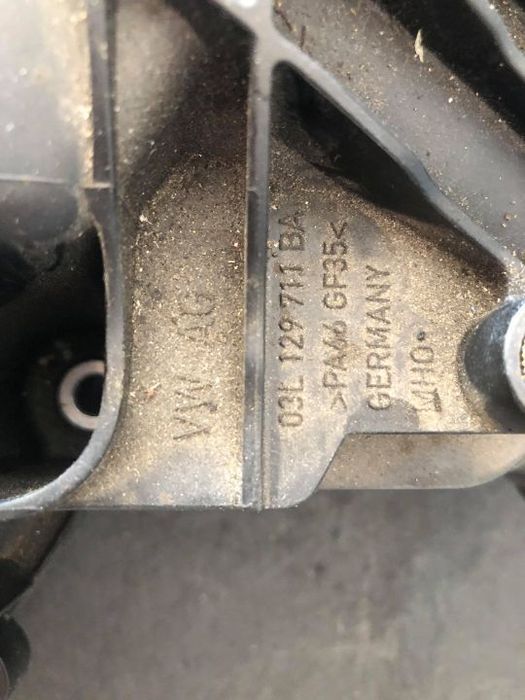 VW AG
03L 129 711 BA
>PA66 GF35<
GERMANY
MHO